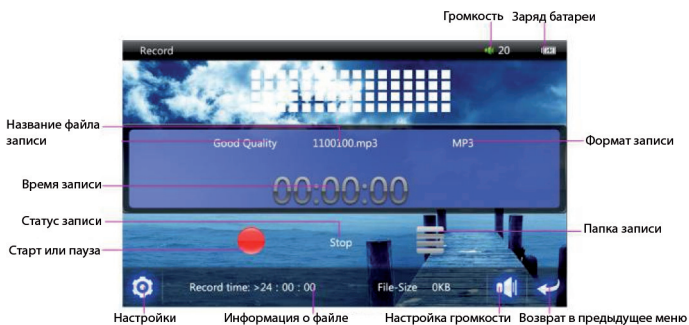 Громкость Заряд батареи
Record 20
Название файла
записи
Good Quality 1100100.mp3 MP3
Формат записи
Время записи
00:00:00
Статус записи
Stop
Папка записи
Старт или пауза
Record time: >24 : 00 : 00 File-Size 0KB
Настройки Информация о файле Настройка громкости Возврат в предыдущее меню